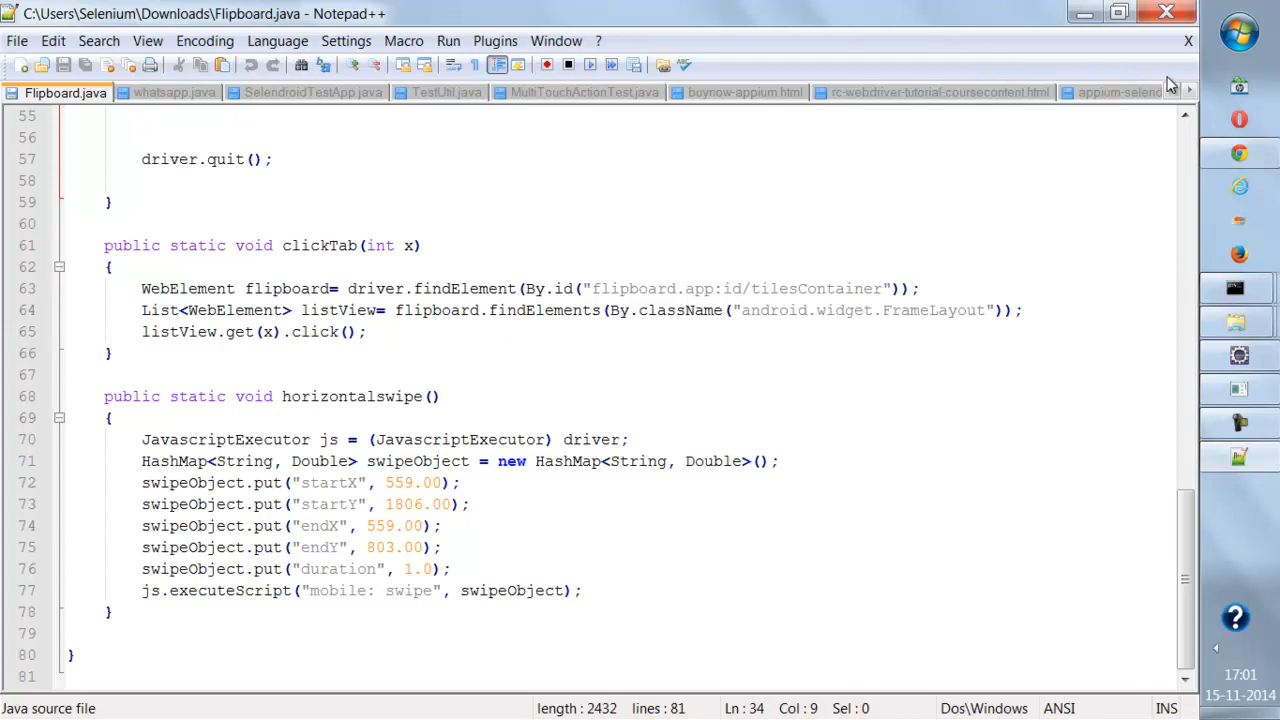 C:\Users\Selenium\Downloads\Flipboard.java - Notepad++
File Edit Search View Encoding Language Settings Macro Run Plugins Window ? X
Flipboard.java whatsapp.java SelendroidTestApp.java TestUtil.java MultiTouchActionTest.java buynow-appium.html rc-webdriver-tutorial-coursecontent.html appium-selend
55
56
57 driver.quit();
58
59 }
60
61 public static void clickTab(int x)
62 {
63 WebElement flipboard= driver.findElement(By.id("flipboard.app:id/tilesContainer"));
64 List<WebElement> listView= flipboard.findElements(By.className("android.widget.FrameLayout"));
65 listView.get(x).click();
66 }
67
68 public static void horizontalswipe()
69 {
70 JavascriptExecutor js = (JavascriptExecutor) driver;
71 HashMap<String, Double> swipeObject = new HashMap<String, Double>();
72 swipeObject.put("startX", 559.00);
73 swipeObject.put("startY", 1806.00);
74 swipeObject.put("endX", 559.00);
75 swipeObject.put("endY", 803.00);
76 swipeObject.put("duration", 1.0);
77 js.executeScript("mobile: swipe", swipeObject);
78 }
79
80 }
81
Java source file length : 2432 lines : 81 Ln : 34 Col : 9 Sel : 0 Dos\Windows ANSI INS
17:01
15-11-2014